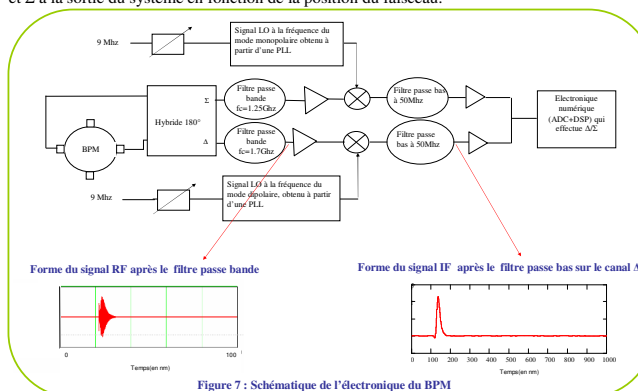 et Σ à la sortie du système en fonction de la position du faisceau.
Signal LO à la fréquence du
mode monopolaire obtenu à
partir d'une PLL
9 Mhz
Filtre passe
bande
fc=1.25Ghz
Filtre passe bas
à 50Mhz
Σ
Hybride 180°
Δ
BPM
Filtre passe
bande
fc=1.7Ghz
Filtre passe
bas à 50Mhz
Electronique
numérique
(ADC+DSP) qui
effectue Δ/Σ
9 Mhz
Signal LO à la fréquence du
mode dipolaire, obtenu à partir
d'une PLL
Forme du signal RF après le filtre passe bande
Forme du signal IF après le filtre passe bas sur le canal Δ
0
100
Temps(en nm)
0 100 200 300 400 500 600 700 800 900 1000
Temps(en nm)
Figure 7 : Schématique de l'électronique du BPM